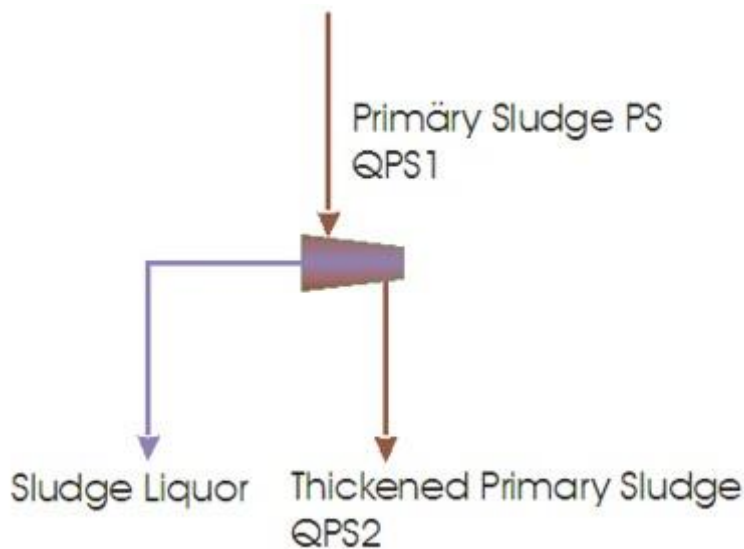 Primäry Sludge PS
QPS1
Sludge Liquor
Thickened Primary Sludge
QPS2